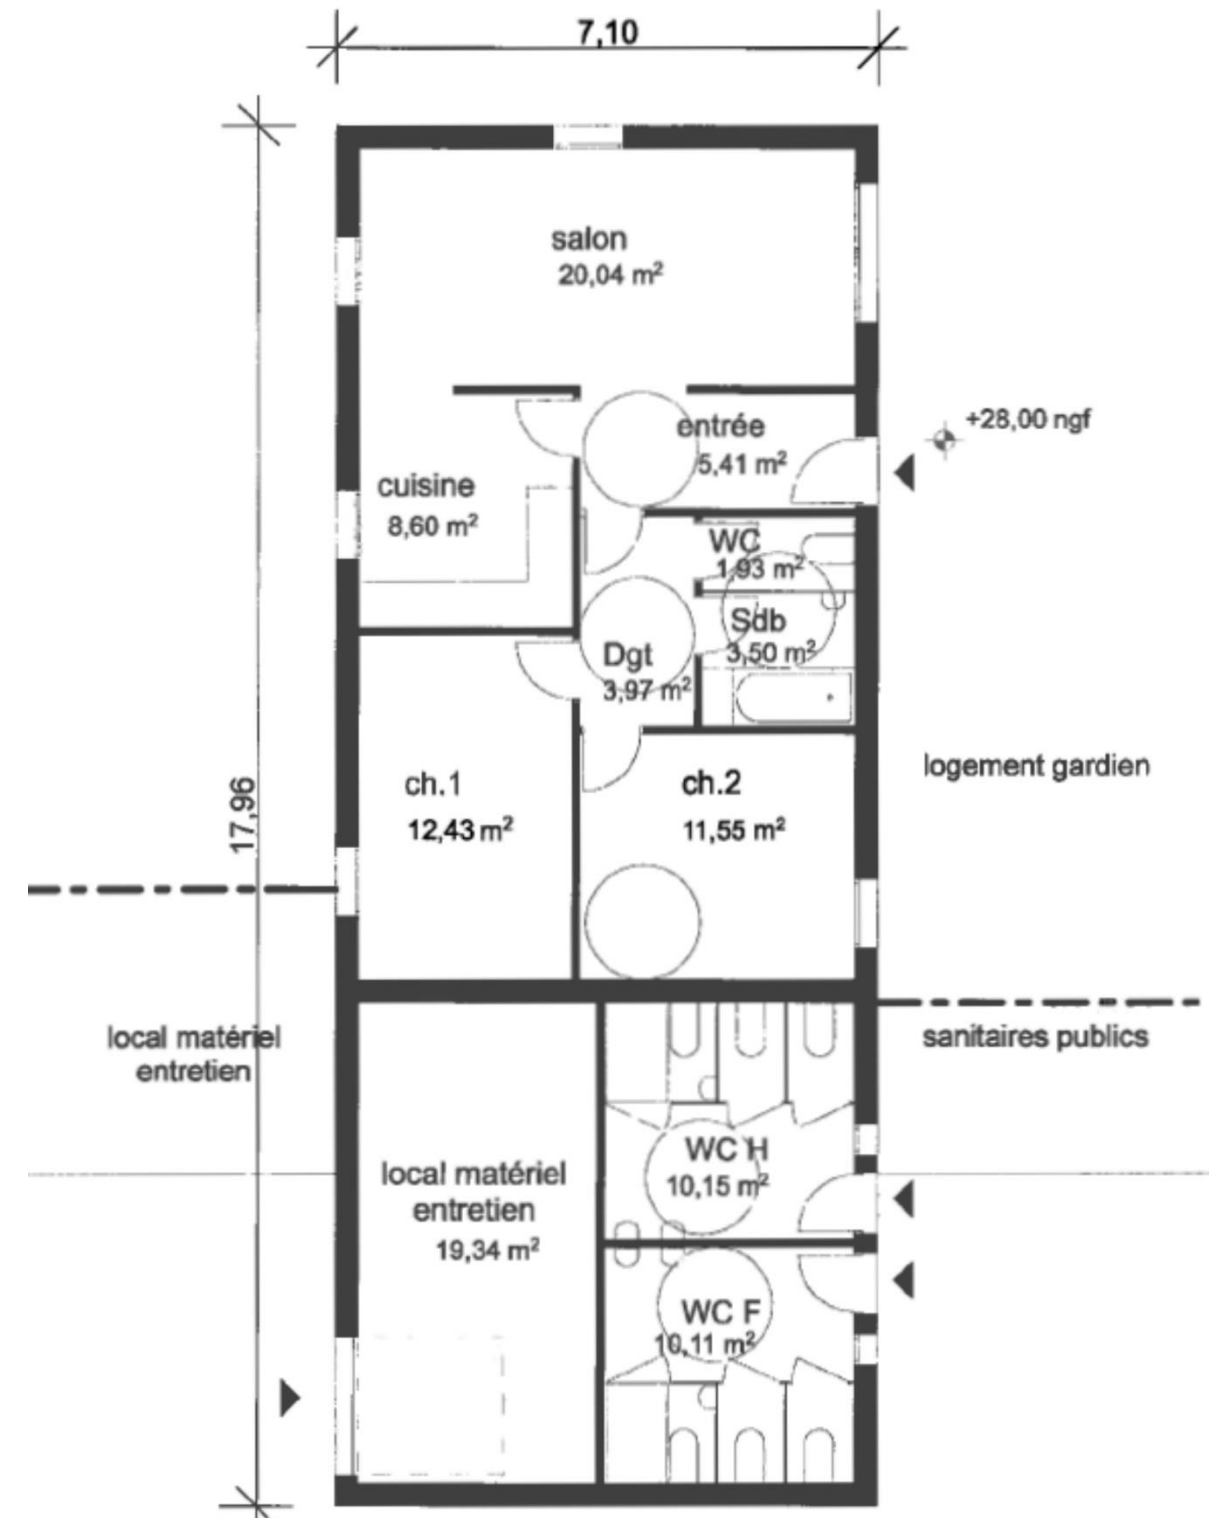 7,10
salon
20,04 m²
entrée
5,41 m²
+28,00 ngf
cuisine
8,60 m²
WC
1,93 m²
Sdb
3,50 m²
Dgt
3,97 m²
17,96
ch.1
12,43 m²
ch.2
11,55 m²
logement gardien
local matériel
entretien
sanitaires publics
local matériel
entretien
19,34 m²
WC H
10,15 m²
WC F
10,11 m²